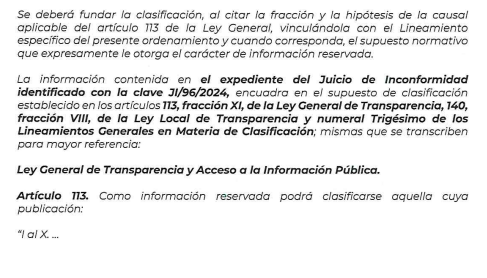 Se deberá fundar la clasificación, al citar la fracción y la hipótesis de la causal
aplicable del artículo 113 de la Ley General, vinculándola con el Lineamiento
específico del presente ordenamiento y cuando corresponda, el supuesto normativo
que expresamente le otorga el carácter de información reservada.
La información contenida en el expediente del Juicio de Inconformidad
identificado con la clave JI/96/2024, encuadra en el supuesto de clasificación
establecido en los artículos 113, fracción XI, de la Ley General de Transparencia, 140,
fracción VIII, de la Ley Local de Transparencia y numeral Trigésimo de los
Lineamientos Generales en Materia de Clasificación; mismas que se transcriben
para mayor referencia:
Ley General de Transparencia y Acceso a la Información Pública.
Artículo 113. Como información reservada podrá clasificarse aquella cuya
publicación:
“I al X. ...